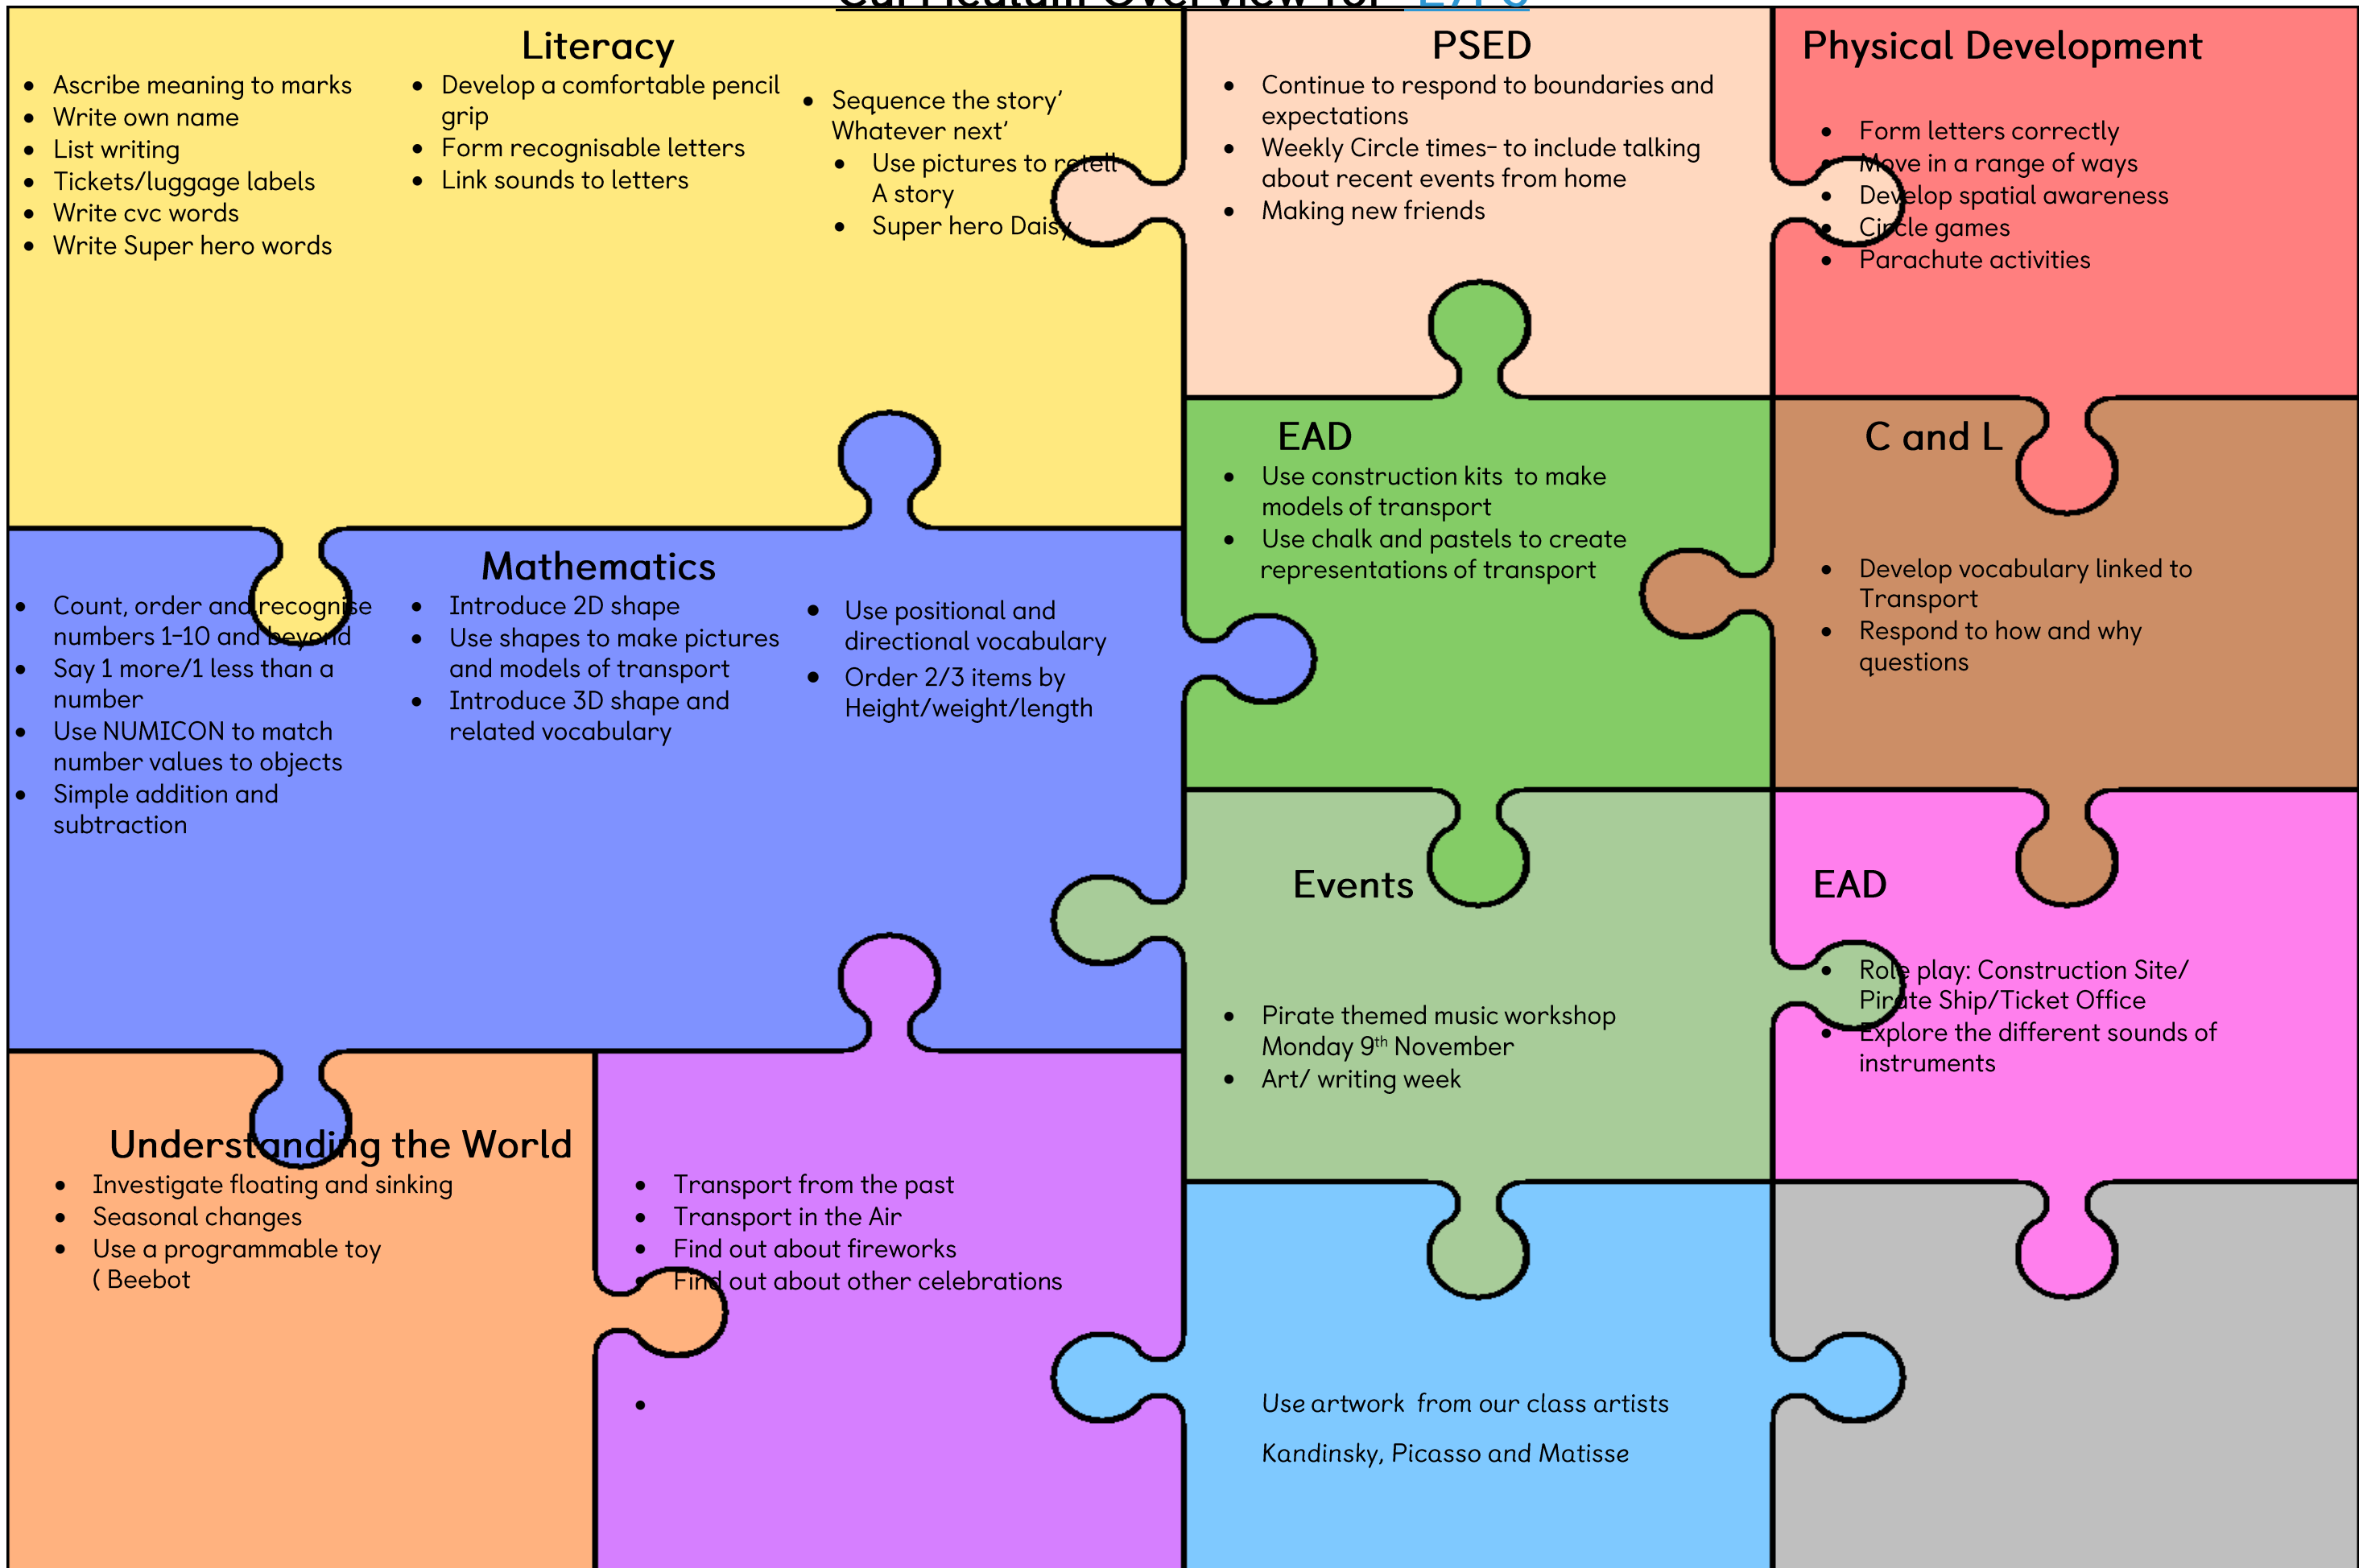 Curriculum Overview for EYFS
Literacy
Ascribe meaning to marks
Write own name
List writing
Tickets/luggage labels
Write cvc words
Write Super hero words
Develop a comfortable pencil
grip
Form recognisable letters
Link sounds to letters
Sequence the story’
Whatever next’
Use pictures to retell
A story
Super hero Daisy
PSED
Continue to respond to boundaries and
expectations
Weekly Circle times- to include talking
about recent events from home
Making new friends
Physical Development
Form letters correctly
Move in a range of ways
Develop spatial awareness
Circle games
Parachute activities
Mathematics
Count, order and recognise
numbers 1-10 and beyond
Say 1 more/1 less than a
number
Use NUMICON to match
number values to objects
Simple addition and
subtraction
Introduce 2D shape
Use shapes to make pictures
and models of transport
Introduce 3D shape and
related vocabulary
Use positional and
directional vocabulary
Order 2/3 items by
Height/weight/length
EAD
Use construction kits to make
models of transport
Use chalk and pastels to create
representations of transport
C and L
Develop vocabulary linked to
Transport
Respond to how and why
questions
Events
Pirate themed music workshop
Monday 9th November
Art/ writing week
EAD
Role play: Construction Site/
Pirate Ship/Ticket Office
Explore the different sounds of
instruments
Understanding the World
Investigate floating and sinking
Seasonal changes
Use a programmable toy
( Beebot
Transport from the past
Transport in the Air
Find out about fireworks
Find out about other celebrations
Use artwork from our class artists
Kandinsky, Picasso and Matisse